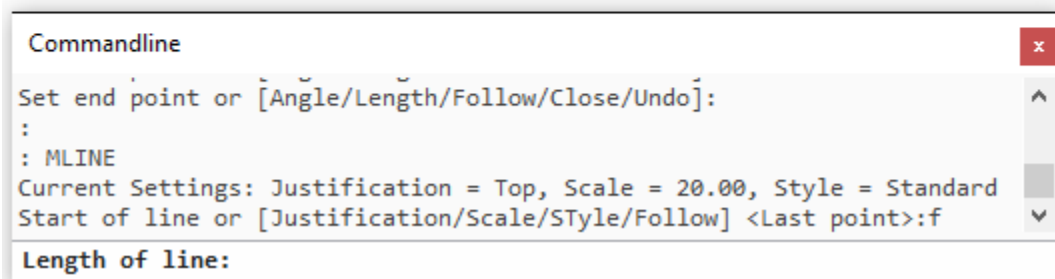 Commandline
x
Set end point or [Angle/Length/Follow/Close/Undo]:
:
: MLINE
Current Settings: Justification = Top, Scale = 20.00, Style = Standard
Start of line or [Justification/Scale/STyle/Follow] <Last point>:f
Length of line: